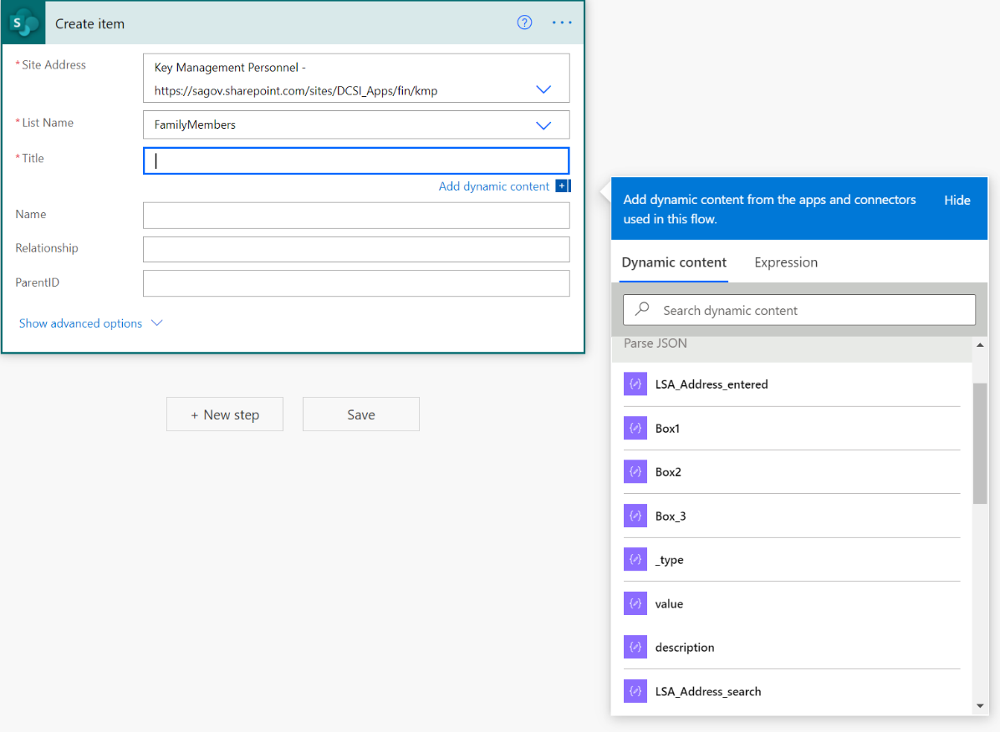 S
Create item
?
* Site Address
Key Management Personnel -
https://sagov.sharepoint.com/sites/DCSI_Apps/fin/kmp
* List Name
FamilyMembers
* Title
Add dynamic content +
Name
Relationship
ParentID
Show advanced options
+ New step
Save
Add dynamic content from the apps and connectors
used in this flow.
Hide
Dynamic content
Expression
Search dynamic content
Parse JSON
LSA_Address_entered
Box1
Box2
Box_3
_type
value
description
LSA_Address_search